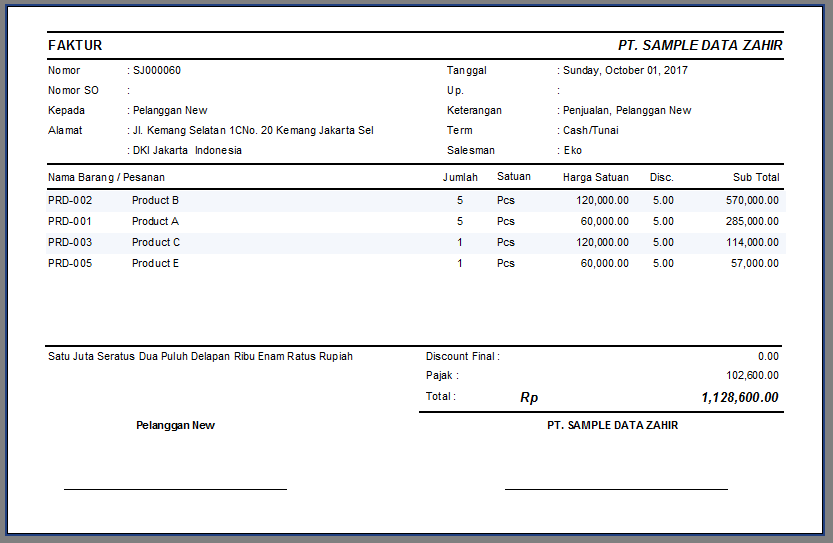 FAKTUR PT. SAMPLE DATA ZAHIR
Nomor : SJ000060 Tanggal : Sunday, October 01, 2017
Nomor SO : Up. :
Kepada : Pelanggan New Keterangan : Penjualan, Pelanggan New
Alamat : Jl. Kemang Selatan 1CNo. 20 Kemang Jakarta Sel Term : Cash/Tunai
: DKI Jakarta Indonesia Salesman : Eko
Nama Barang / Pesanan Jumlah Satuan Harga Satuan Disc. Sub Total
PRD-002 Product B 5 Pcs 120,000.00 5.00 570,000.00
PRD-001 Product A 5 Pcs 60,000.00 5.00 285,000.00
PRD-003 Product C 1 Pcs 120,000.00 5.00 114,000.00
PRD-005 Product E 1 Pcs 60,000.00 5.00 57,000.00
Satu Juta Seratus Dua Puluh Delapan Ribu Enam Ratus Rupiah Discount Final : 0.00
Pajak : 102,600.00
Total : Rp 1,128,600.00
Pelanggan New PT. SAMPLE DATA ZAHIR